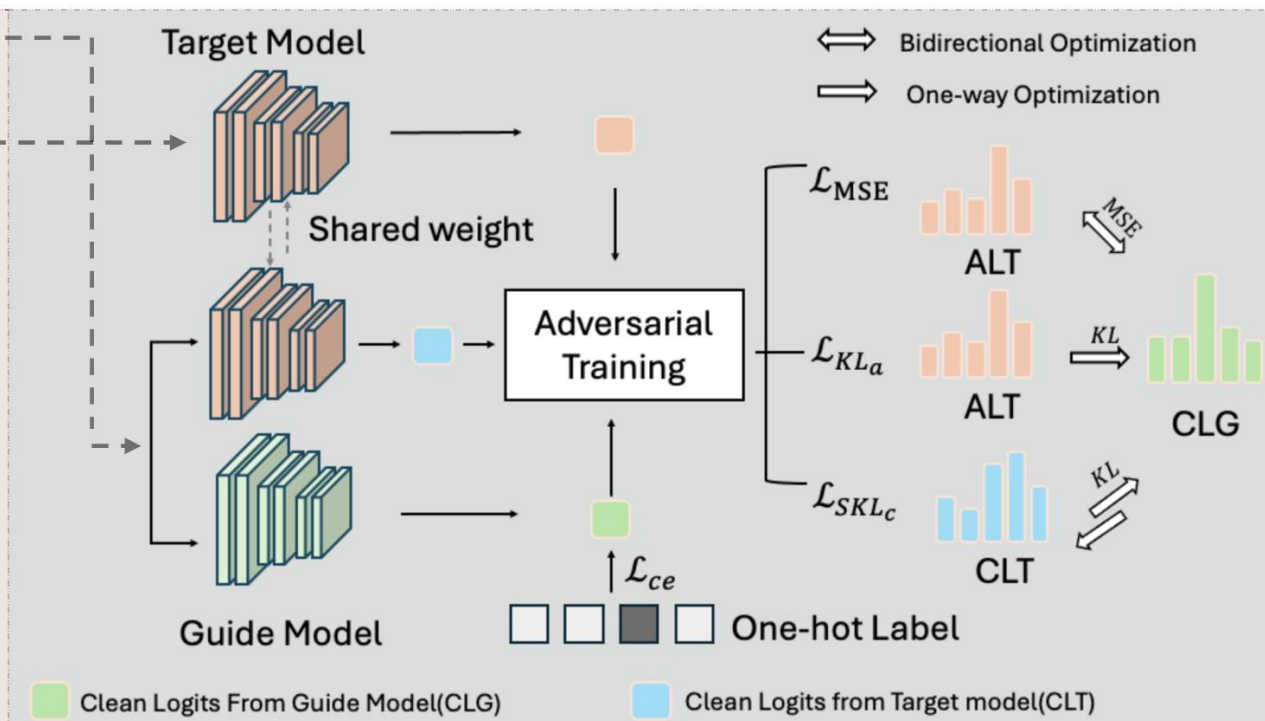 Target Model
Bidirectional Optimization
One-way Optimization
Shared weight
Adversarial
Training
ℒMSE
ALT
MSE
ℒKLa
ALT
KL
CLG
ℒSKLc
CLT
KL
ℒce
Guide Model
One-hot Label
Clean Logits From Guide Model(CLG)
Clean Logits from Target model(CLT)